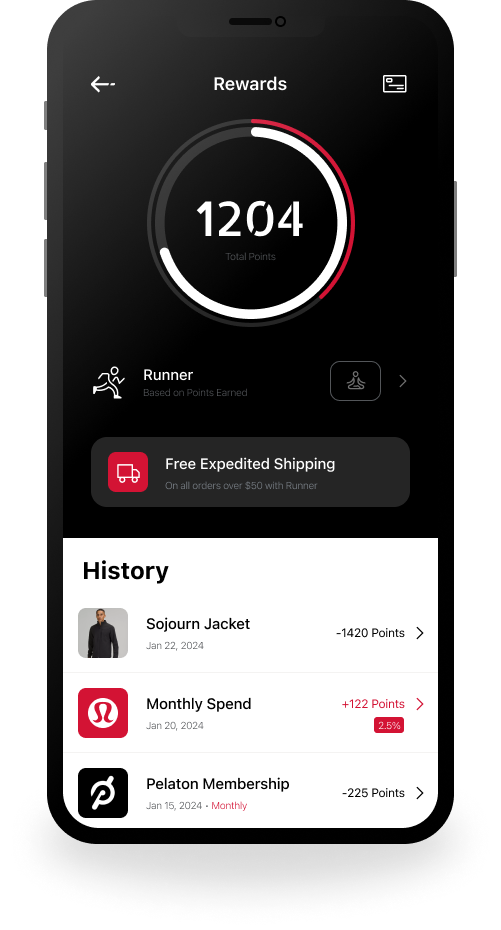 Rewards
1204
Total Points
Runner
Based on Points Earned
Free Expedited Shipping
On all orders over $50 with Runner
History
Sojourn Jacket
-1420 Points
Jan 22, 2024
Monthly Spend
+122 Points
Jan 20, 2024
2.5%
Pelaton Membership
-225 Points
Jan 15, 2024 • Monthly